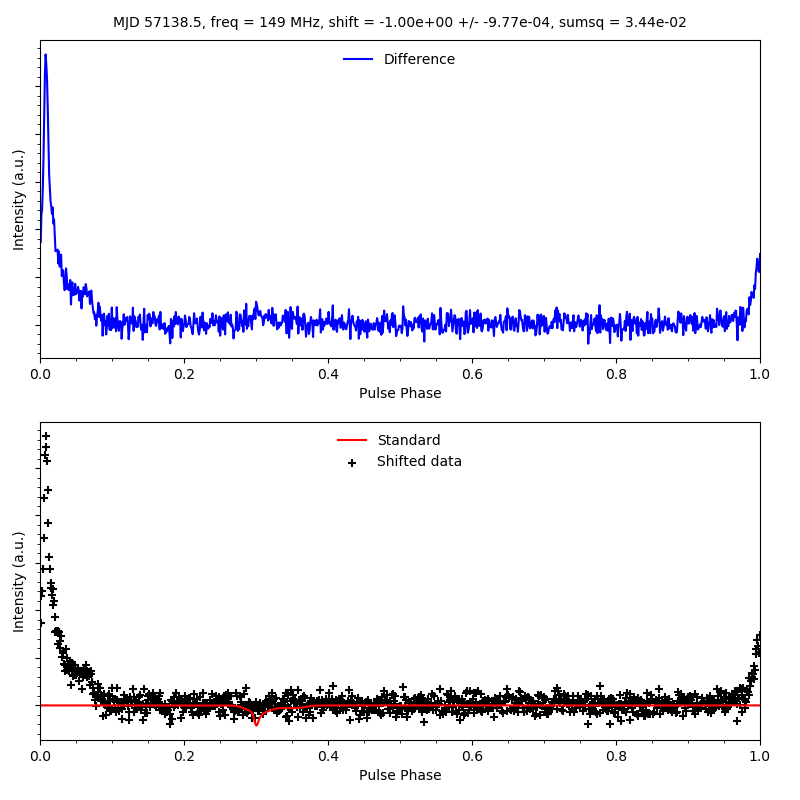 MJD 57138.5, freq = 149 MHz, shift = -1.00e+00 +/- -9.77e-04, sumsq = 3.44e-02
Difference
Intensity (a.u.)
0.0 0.2 0.4 0.6 0.8 1.0
Pulse Phase
Standard
Shifted data
Intensity (a.u.)
0.0 0.2 0.4 0.6 0.8 1.0
Pulse Phase